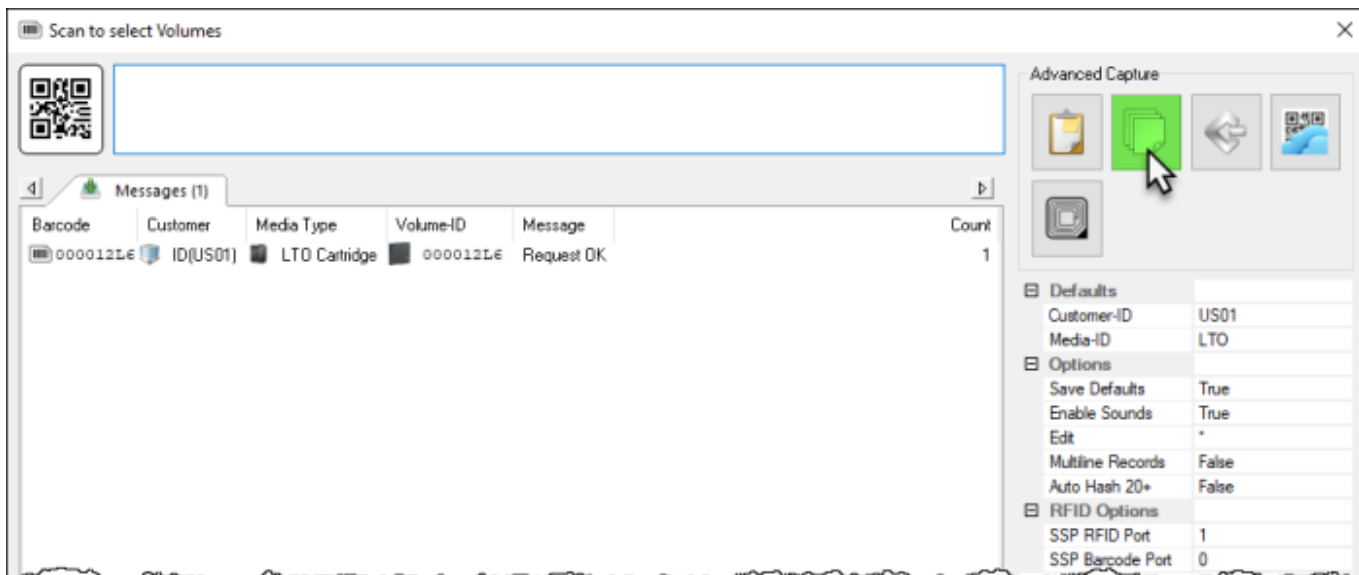 Scan to select Volumes
Advanced Capture
Messages (1)
Barcode Customer Media Type Volume-ID Message Count
000012L6 ID(US01) LTO Cartridge 000012L6 Request OK 1
Defaults
Customer-ID US01
Media-ID LTO
Options
Save Defaults True
Enable Sounds True
Edit *
Multiline Records False
Auto Hash 20+ False
RFID Options
SSP RFID Port 1
SSP Barcode Port 0